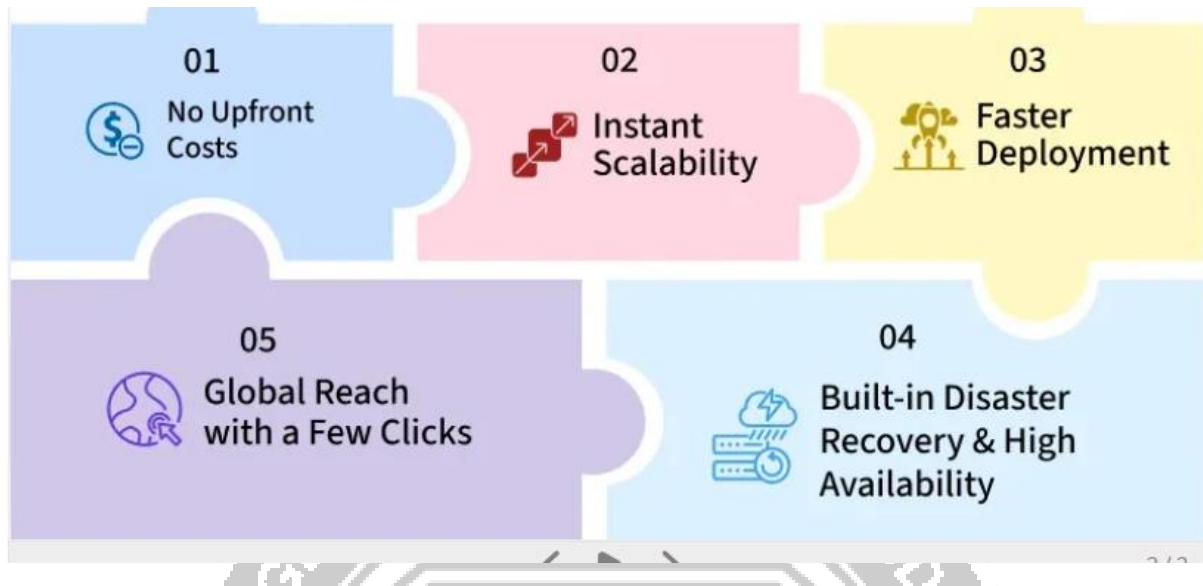 01
No Upfront
Costs
02
Instant
Scalability
03
Faster
Deployment
05
Global Reach
with a Few Clicks
04
Built-in Disaster
Recovery & High
Availability